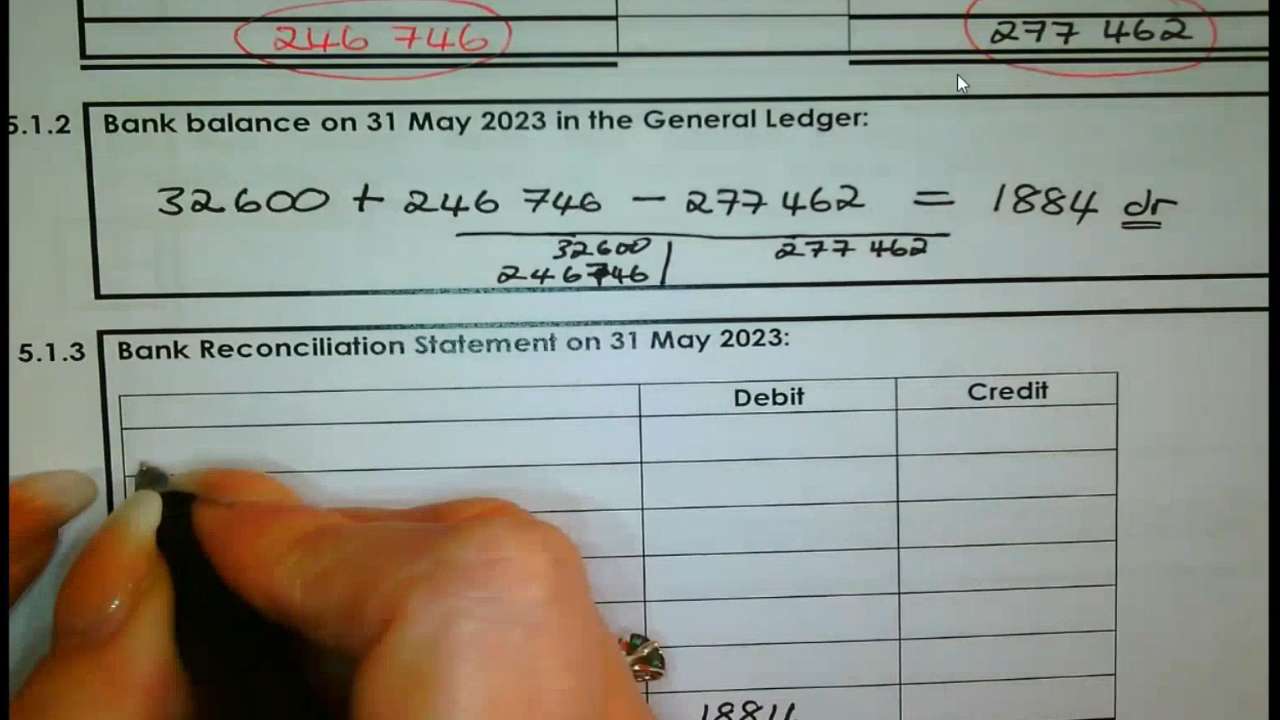 246 746 277 462
5.1.2 Bank balance on 31 May 2023 in the General Ledger:
32600 + 246 746 – 277 462 = 1884 dr
32600 277 462
246746
5.1.3 Bank Reconciliation Statement on 31 May 2023:
Debit Credit